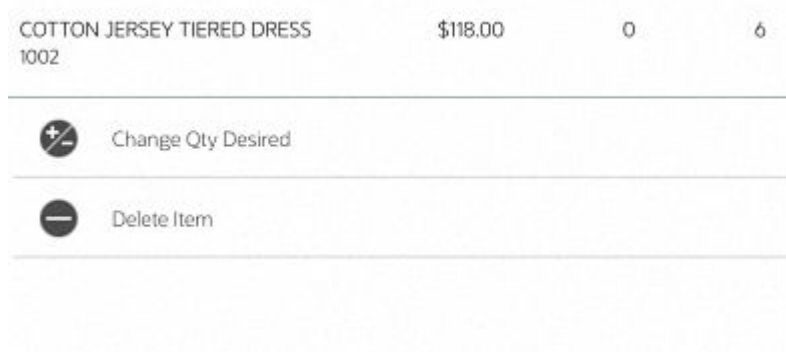 COTTON JERSEY TIERED DRESS $118.00 0 6
1002
Change Qty Desired
Delete Item